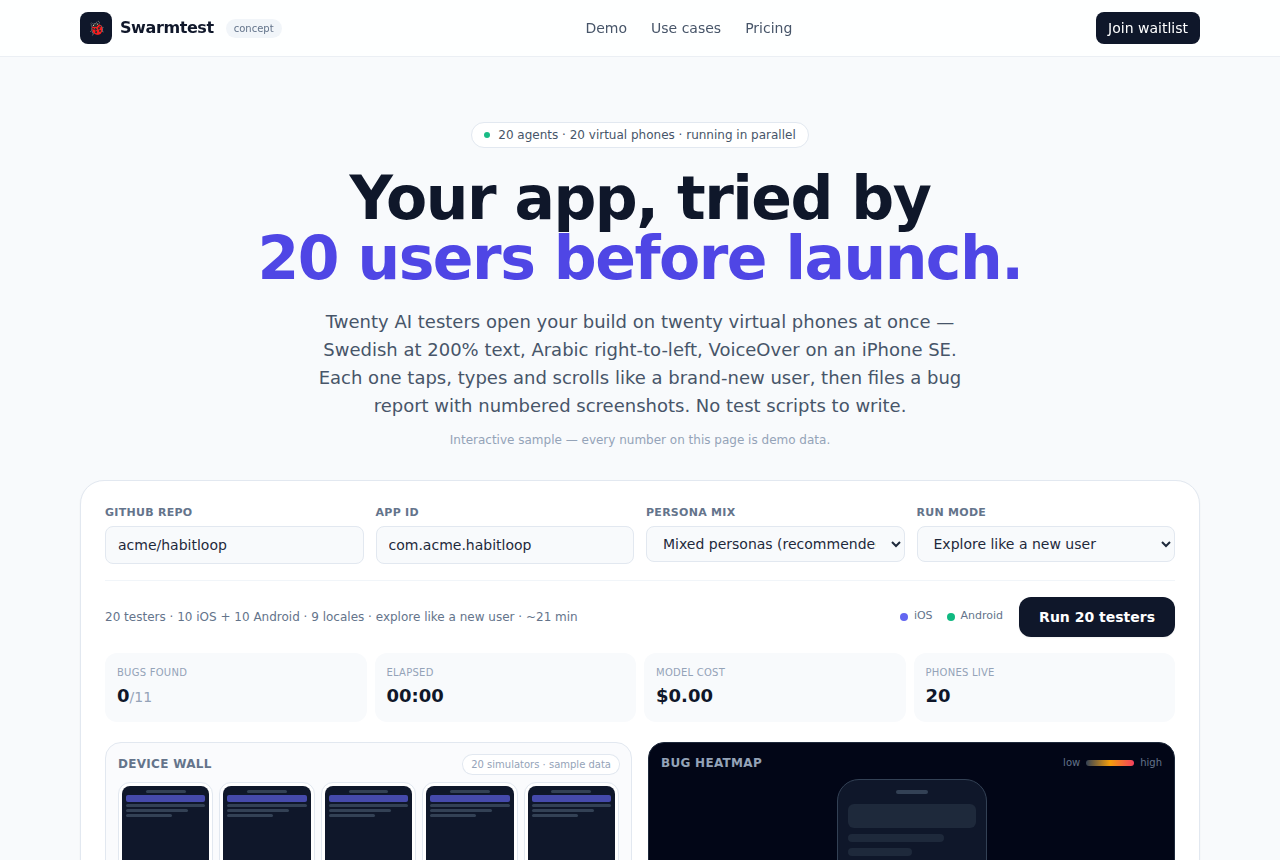 Swarmtest concept Demo Use cases Pricing Join waitlist
20 agents · 20 virtual phones · running in parallel
Your app, tried by
20 users before launch.
Twenty AI testers open your build on twenty virtual phones at once —
Swedish at 200% text, Arabic right-to-left, VoiceOver on an iPhone SE.
Each one taps, types and scrolls like a brand-new user, then files a bug
report with numbered screenshots. No test scripts to write.
Interactive sample — every number on this page is demo data.
GITHUB REPO APP ID PERSONA MIX RUN MODE
acme/habitloop com.acme.habitloop Mixed personas (recommende Explore like a new user
20 testers · 10 iOS + 10 Android · 9 locales · explore like a new user · ~21 min iOS Android Run 20 testers
BUGS FOUND ELAPSED MODEL COST PHONES LIVE
0/11 00:00 $0.00 20
DEVICE WALL 20 simulators · sample data BUG HEATMAP low high